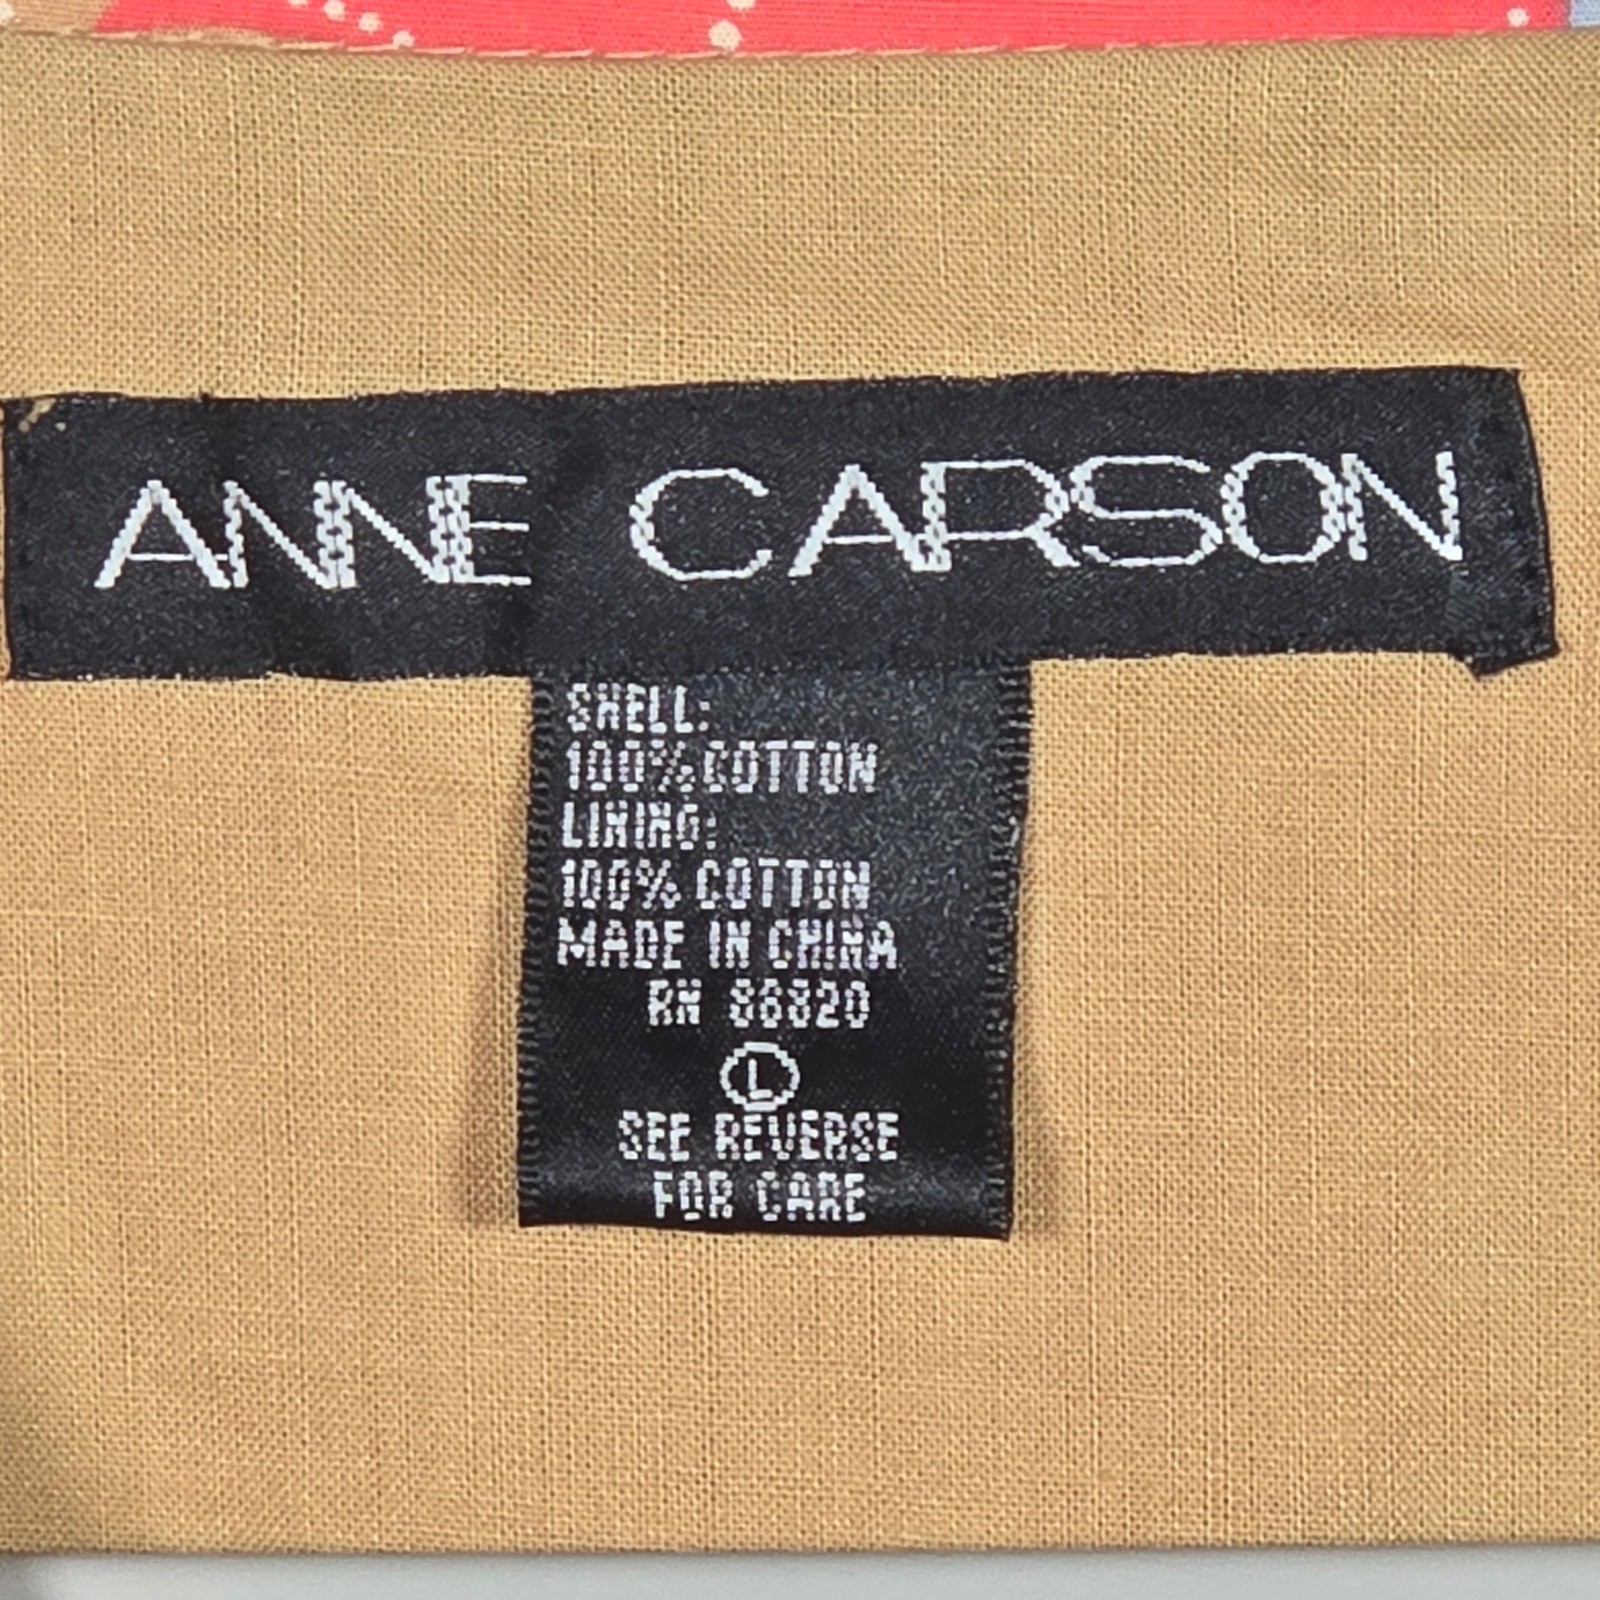 ANNE CARSON
SHELL:
100% COTTON
LINING:
100% COTTON
MADE IN CHINA
RN 86820
L
SEE REVERSE
FOR CARE